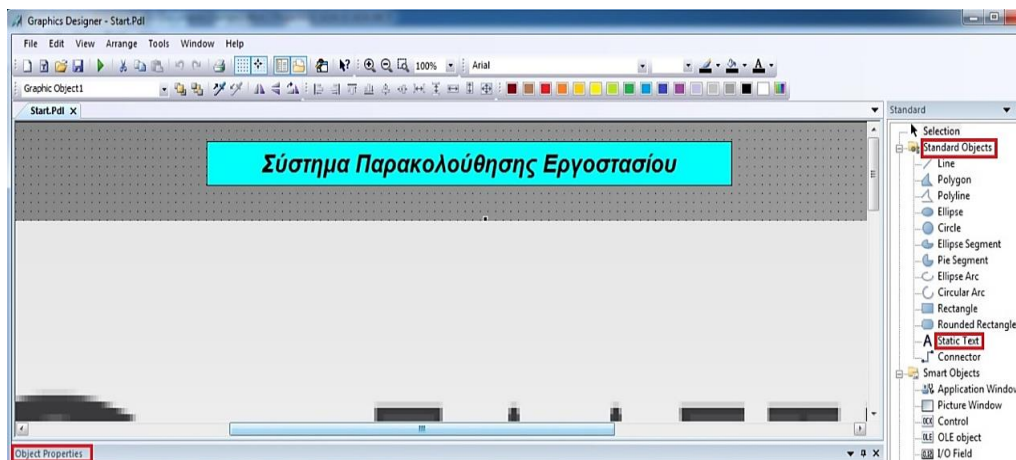 Graphics Designer - Start.Pdl
File Edit View Arrange Tools Window Help
100% Arial
Graphic Object1
Start.Pdl X
Σύστημα Παρακολούθησης Εργοστασίου
Object Properties
Standard
Selection
Standard Objects
Line
Polygon
Polyline
Ellipse
Circle
Ellipse Segment
Pie Segment
Ellipse Arc
Circular Arc
Rectangle
Rounded Rectangle
A Static Text
Connector
Smart Objects
Application Window
Picture Window
OCX Control
OLE OLE object
I/O Field